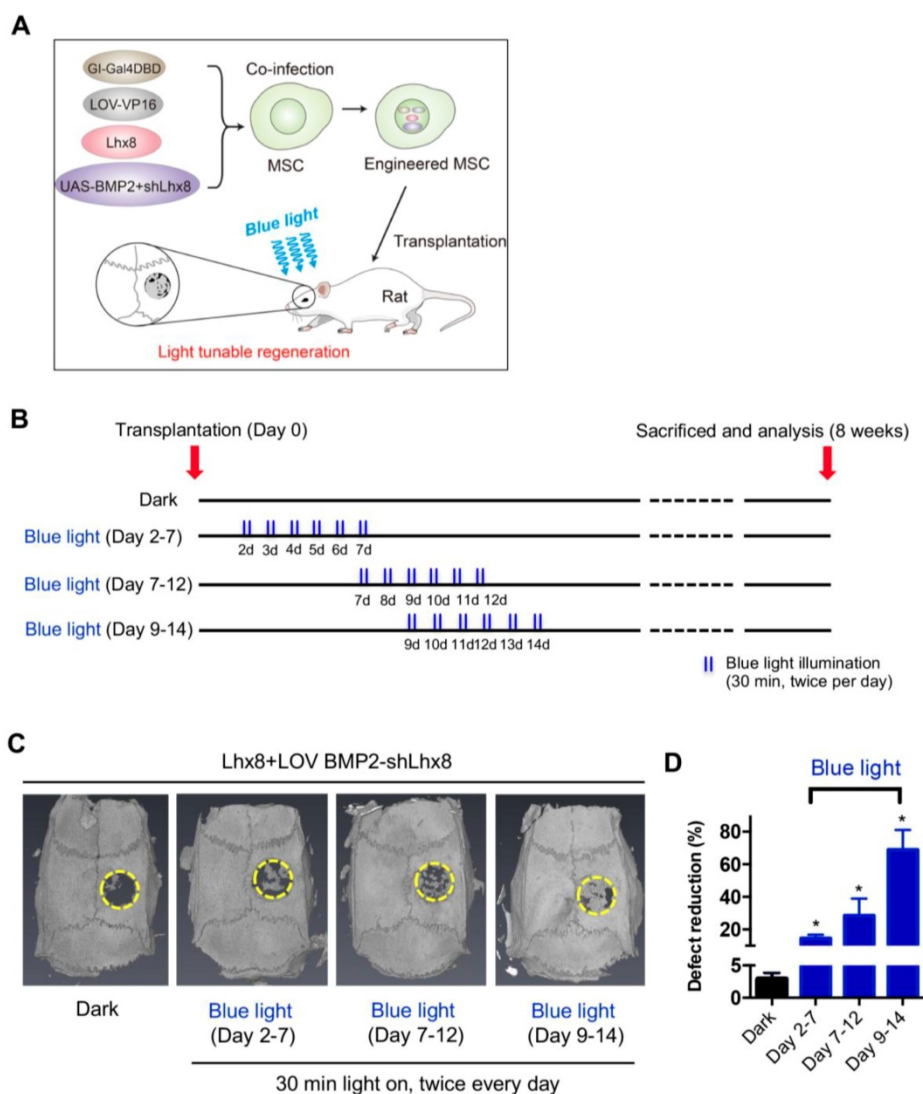 A
GI-Gal4DBD
LOV-VP16
Lhx8
UAS-BMP2+shLhx8
Co-infection
MSC
Engineered MSC
Blue light
Transplantation
Rat
Light tunable regeneration
B
Transplantation (Day 0)
Sacrificed and analysis (8 weeks)
Dark
Blue light (Day 2-7)
2d 3d 4d 5d 6d 7d
Blue light (Day 7-12)
7d 8d 9d 10d 11d 12d
Blue light (Day 9-14)
9d 10d 11d 12d 13d 14d
Blue light illumination
(30 min, twice per day)
C
Lhx8+LOV BMP2-shLhx8
Dark
Blue light
(Day 2-7)
Blue light
(Day 7-12)
Blue light
(Day 9-14)
30 min light on, twice every day
D
Blue light
Defect reduction (%)
80
60
40
20
5
0
*
*
*
Dark
Day 2-7
Day 7-12
Day 9-14